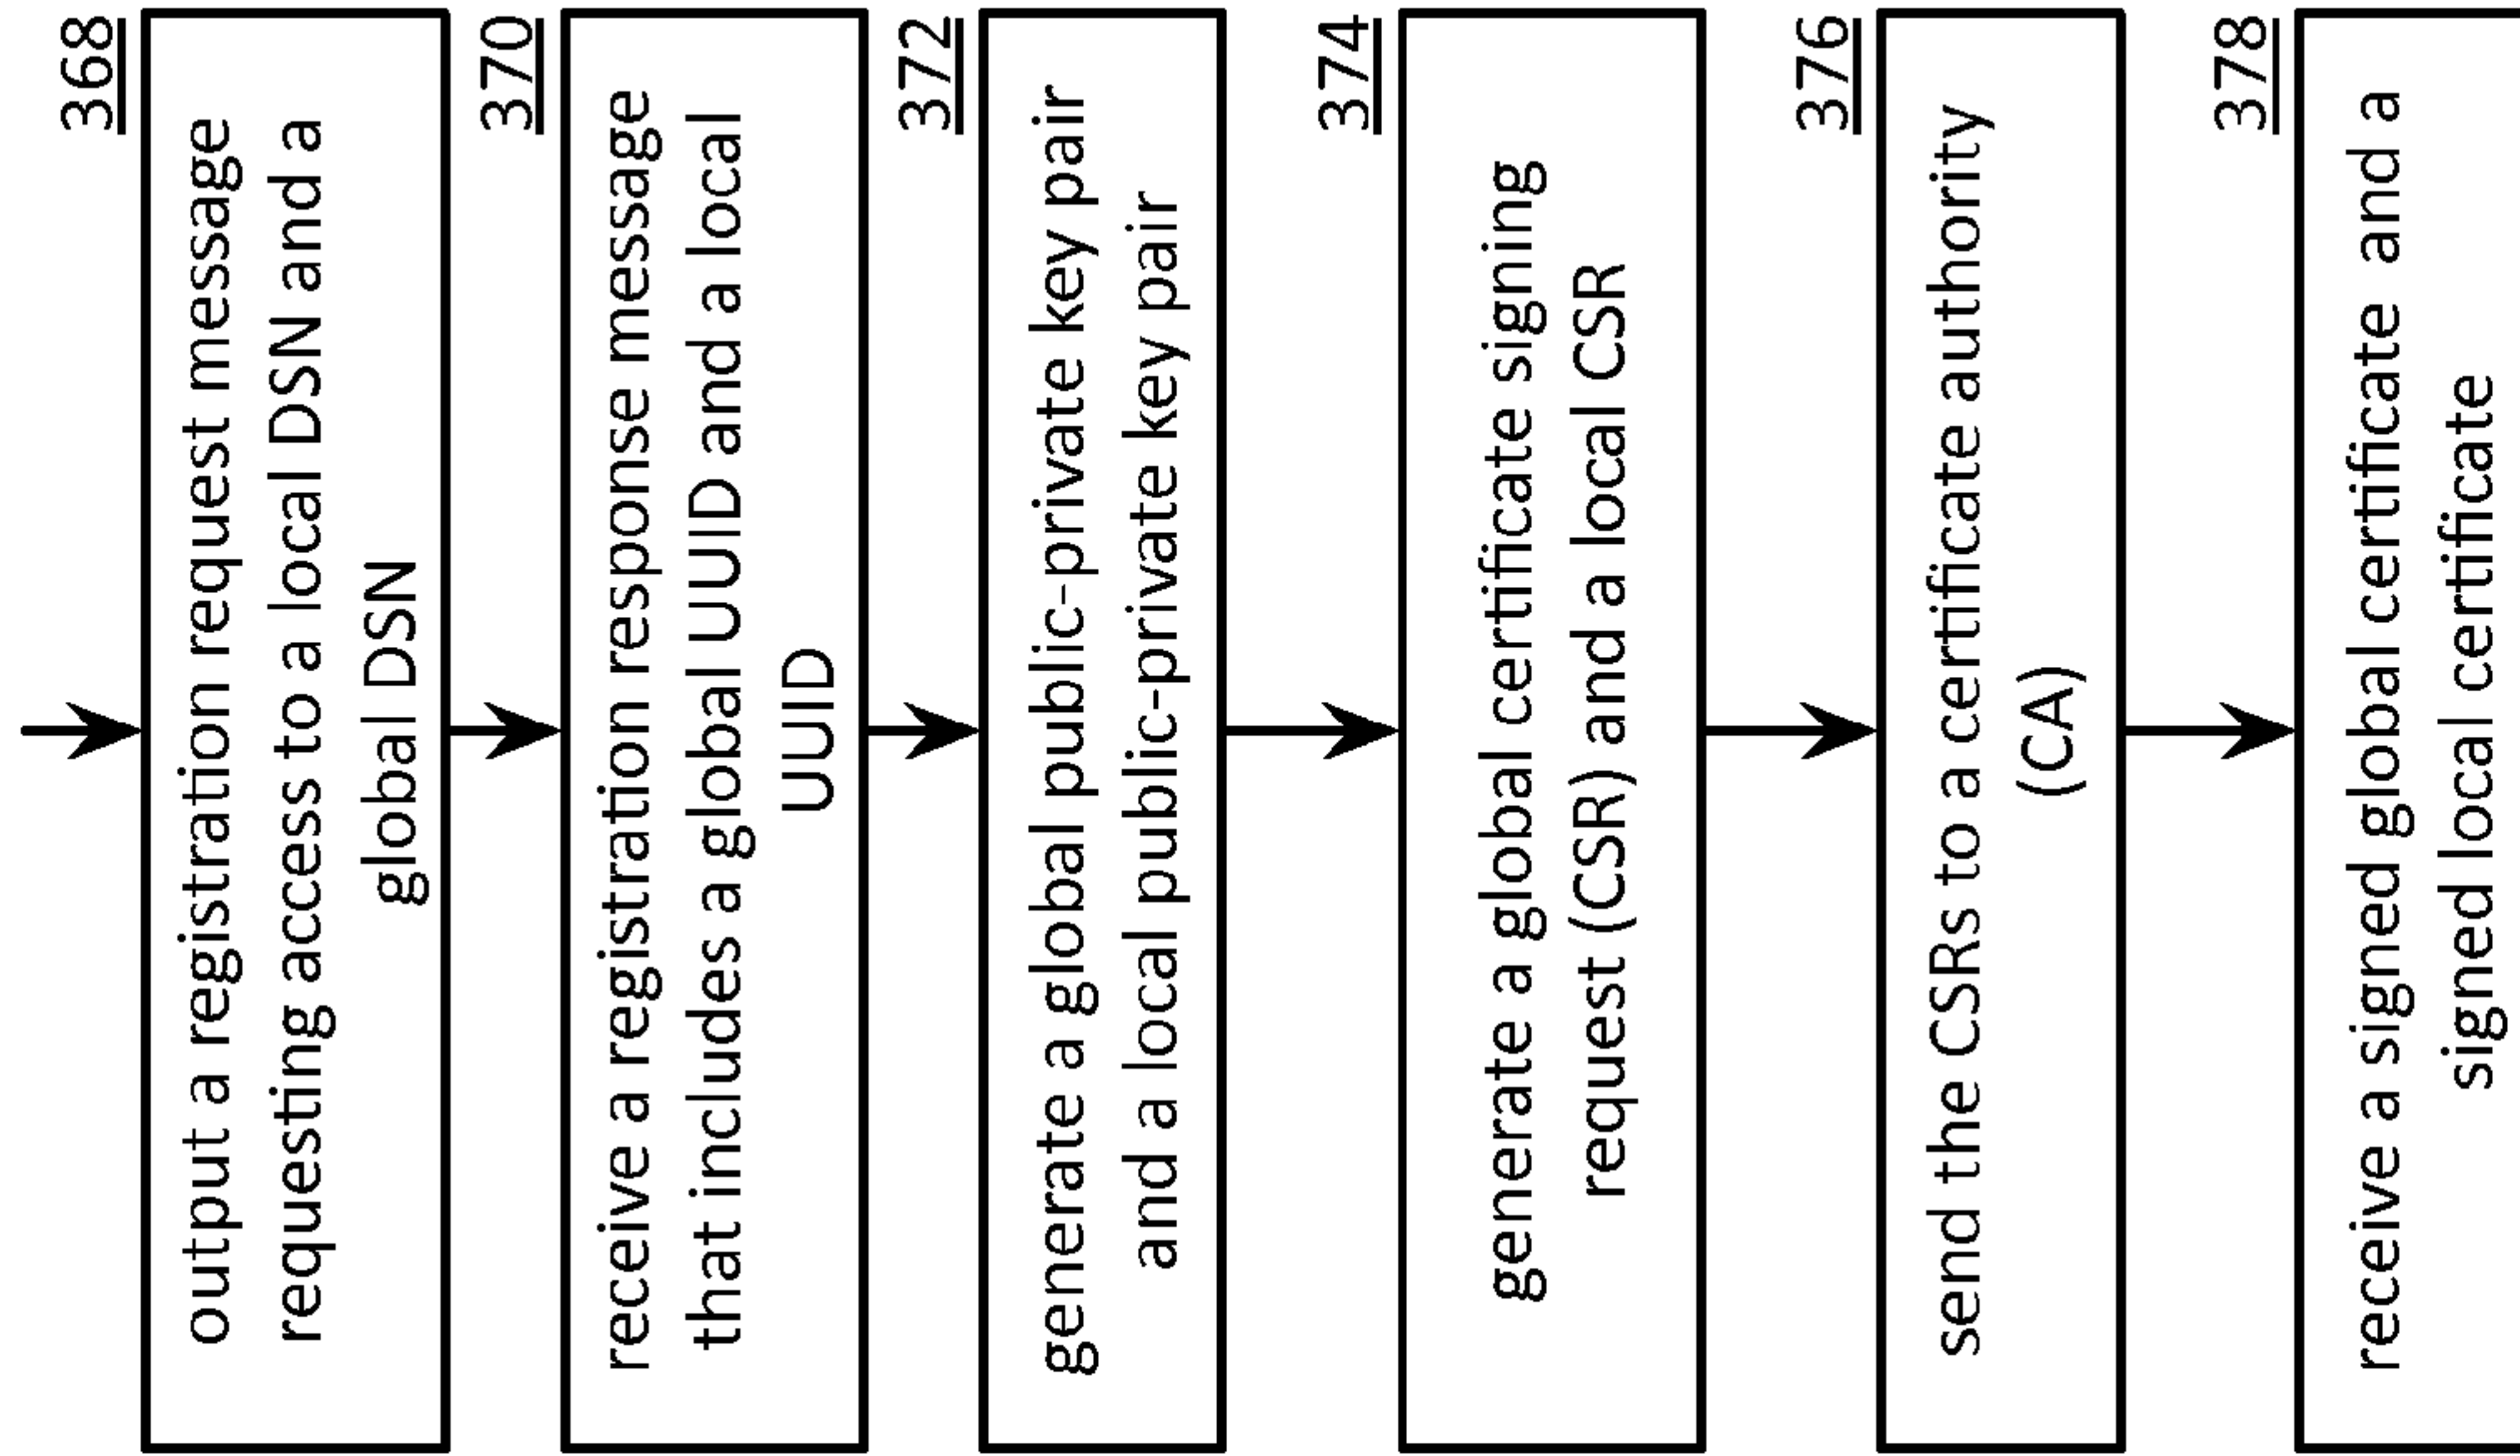 368
output a registration request message
requesting access to a local DSN and a
global DSN
370
receive a registration response message
that includes a global UUID and a local
UUID
372
generate a global public-private key pair
and a local public-private key pair
374
generate a global certificate signing
request (CSR) and a local CSR
376
send the CSRs to a certificate authority
(CA)
378
receive a signed global certificate and a
signed local certificate